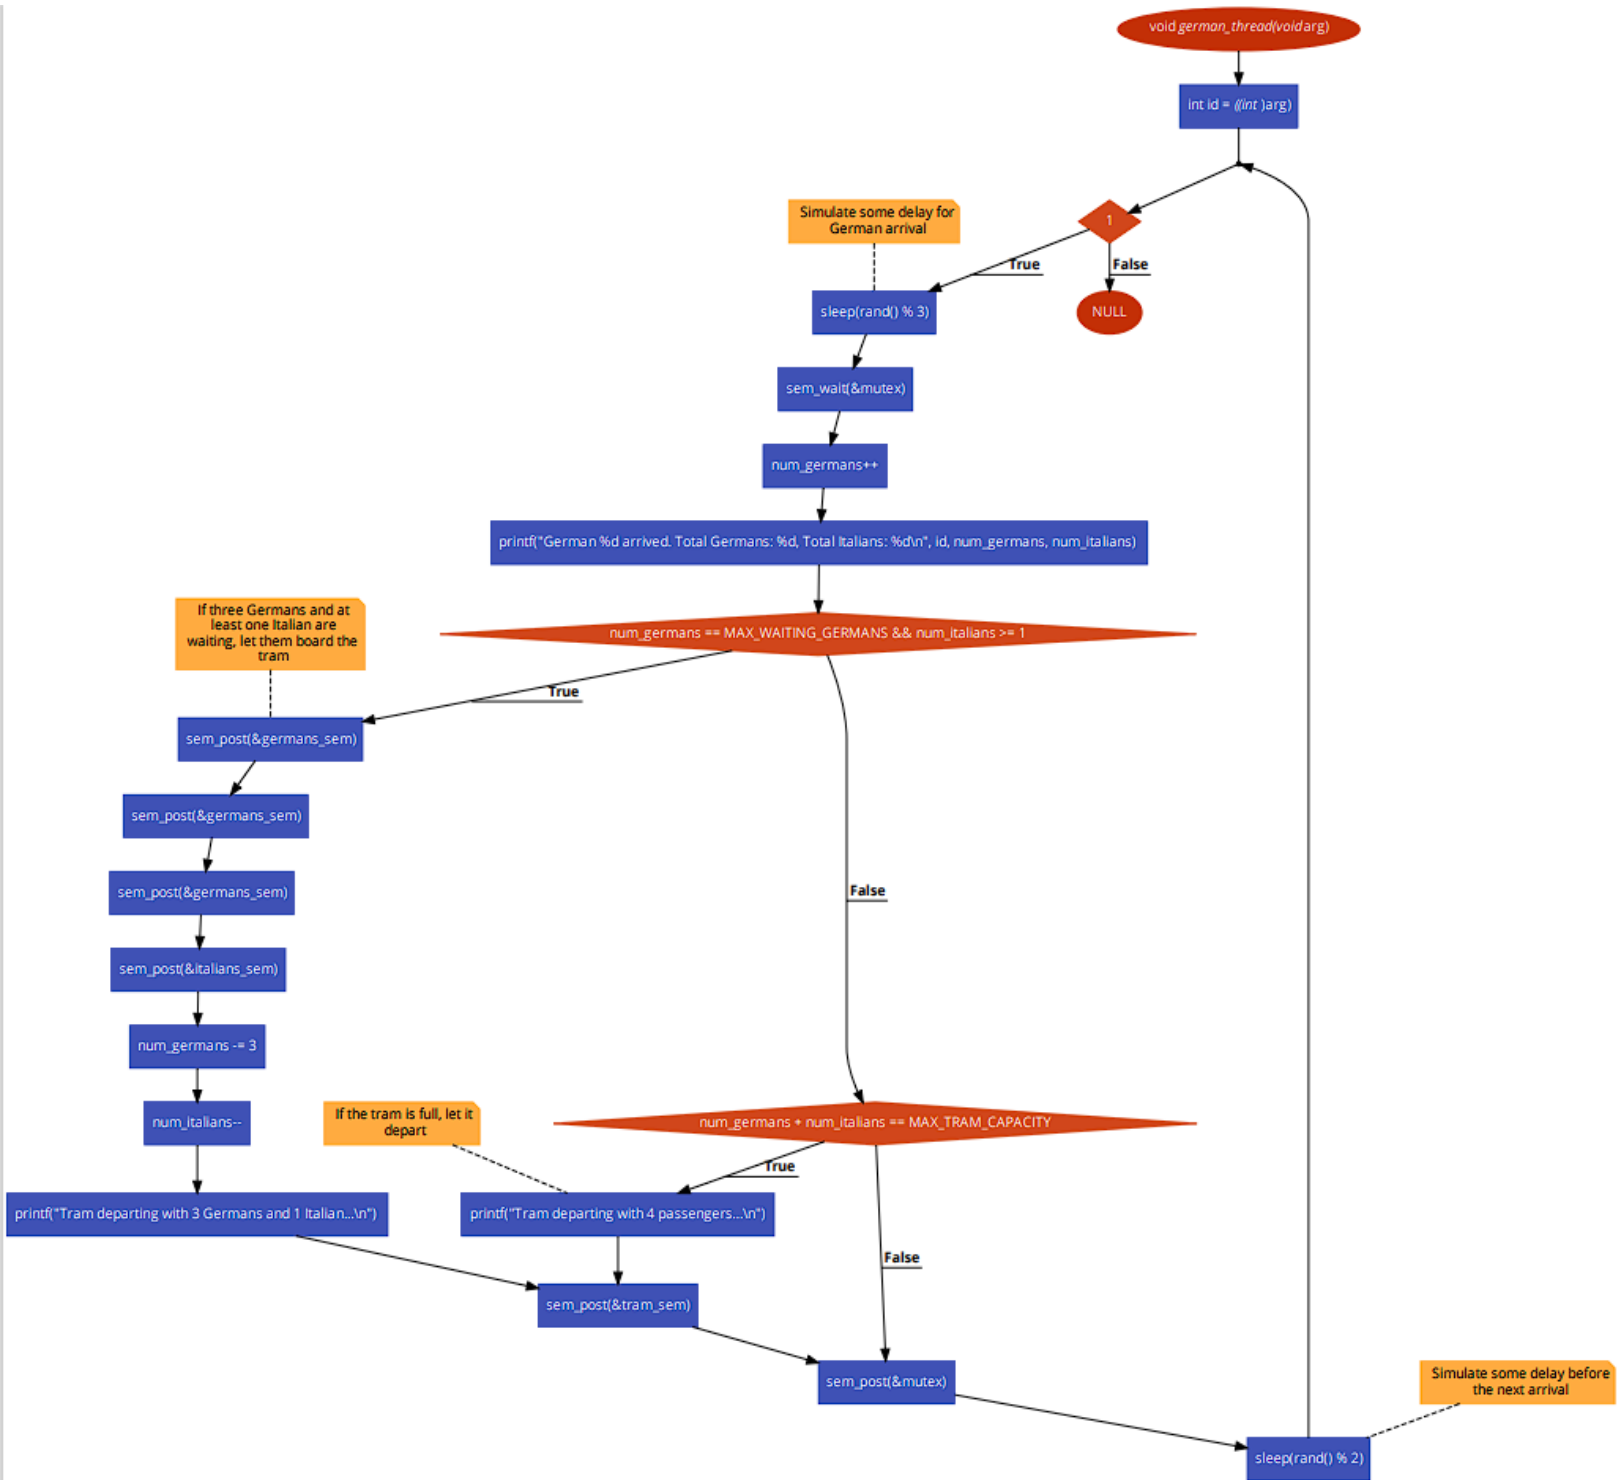 void german_thread(void arg)
int id = ((int )arg)
1
Simulate some delay for
German arrival
True
False
sleep(rand() % 3)
NULL
sem_wait(&mutex)
num_germans++
printf("German %d arrived. Total Germans: %d, Total Italians: %d\n", id, num_germans, num_italians)
If three Germans and at
least one Italian are
waiting, let them board the
tram
num_germans == MAX_WAITING_GERMANS && num_italians >= 1
True
sem_post(&germans_sem)
sem_post(&germans_sem)
sem_post(&germans_sem)
False
sem_post(&italians_sem)
num_germans -= 3
num_italians--
If the tram is full, let it
depart
num_germans + num_italians == MAX_TRAM_CAPACITY
True
printf("Tram departing with 3 Germans and 1 Italian...\n")
printf("Tram departing with 4 passengers...\n")
False
sem_post(&tram_sem)
sem_post(&mutex)
Simulate some delay before
the next arrival
sleep(rand() % 2)